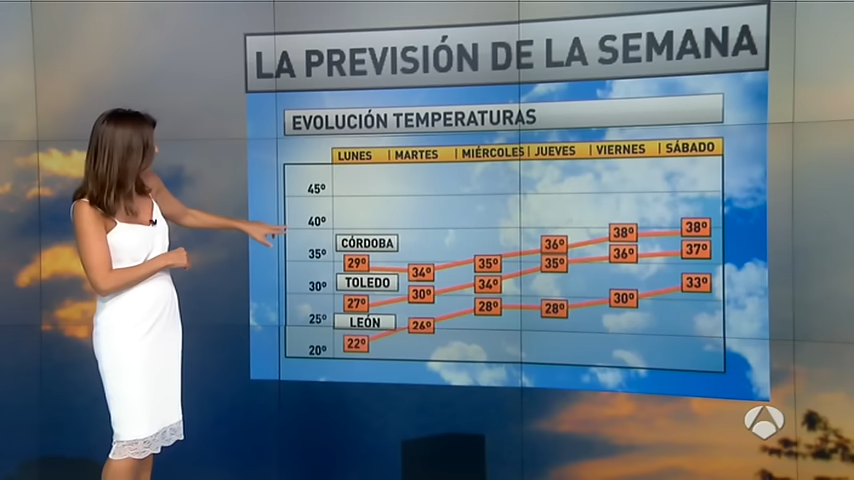 LA PREVISIÓN DE LA SEMANA
EVOLUCIÓN TEMPERATURAS
LUNES | MARTES | MIÉRCOLES | JUEVES | VIERNES | SÁBADO
45º
40º
35º
30º
25º
20º
CÓRDOBA
29º 34º 35º 36º 38º 38º
TOLEDO
27º 30º 34º 35º 36º 37º
LEÓN
22º 26º 28º 28º 30º 33º